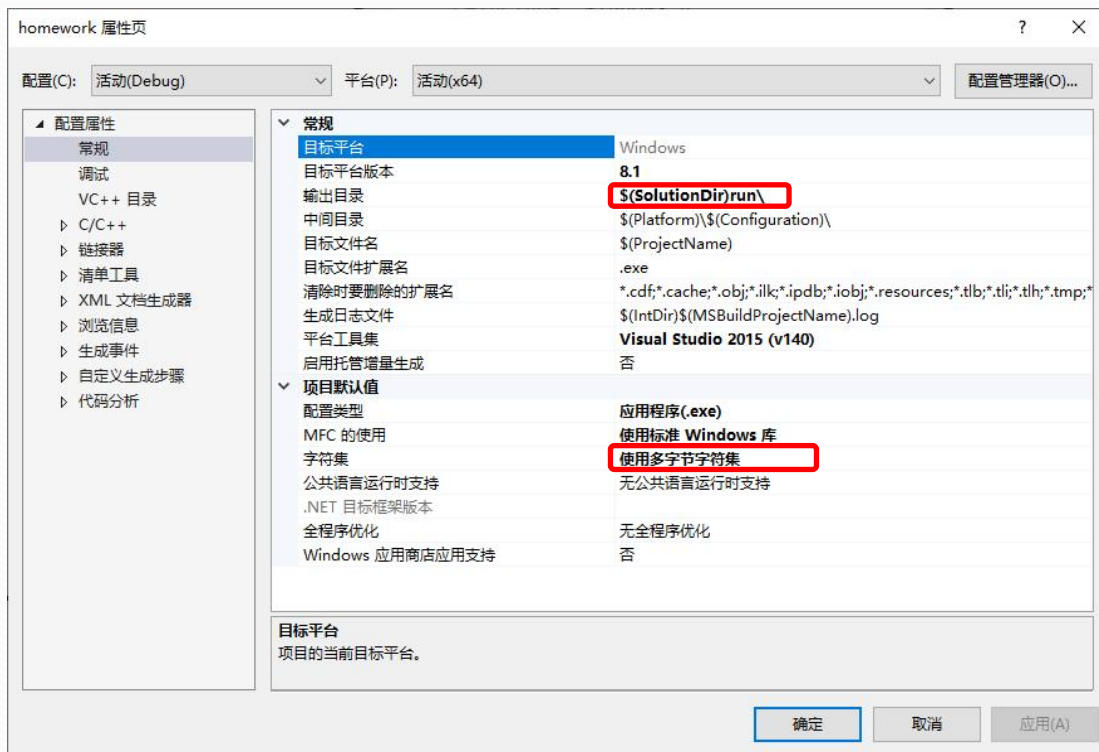 homework 属性页
?
配置(C): 活动(Debug) 平台(P): 活动(x64) 配置管理器(O)...
配置属性
常规
调试
VC++ 目录
C/C++
链接器
清单工具
XML 文档生成器
浏览信息
生成事件
自定义生成步骤
代码分析
常规
目标平台 Windows
目标平台版本 8.1
输出目录 $(SolutionDir)run\
中间目录 $(Platform)\$(Configuration)\
目标文件名 $(ProjectName)
目标文件扩展名 .exe
清除时要删除的扩展名 *.cdf;*.cache;*.obj;*.ilk;*.ipdb;*.iobj;*.resources;*.tlb;*.tli;*.tlh;*.tmp;*
生成日志文件 $(IntDir)$(MSBuildProjectName).log
平台工具集 Visual Studio 2015 (v140)
启用托管增量生成 否
项目默认值
配置类型 应用程序(.exe)
MFC 的使用 使用标准 Windows 库
字符集 使用多字节字符集
公共语言运行时支持 无公共语言运行时支持
.NET 目标框架版本
全程序优化 无全程序优化
Windows 应用商店应用支持 否
目标平台
项目的当前目标平台。
确定 取消 应用(A)